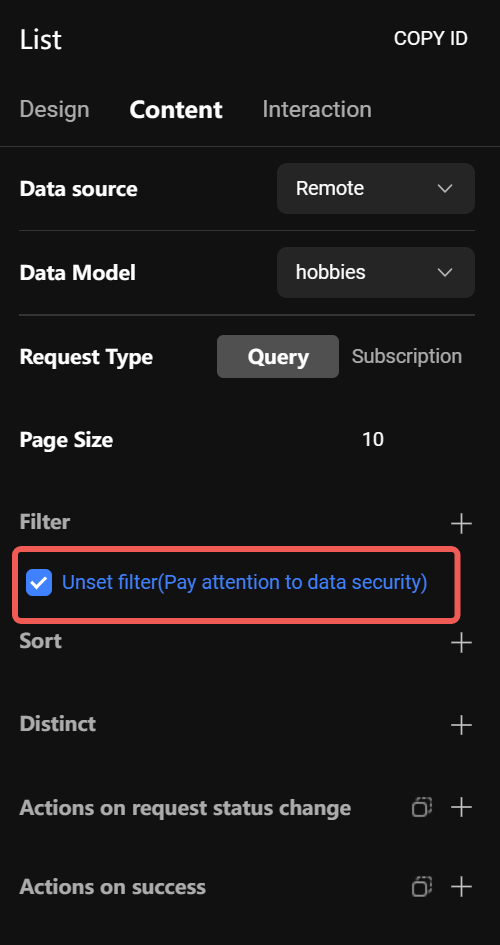 List COPY ID
Design Content Interaction
Data source Remote
Data Model hobbies
Request Type Query Subscription
Page Size 10
Filter
Unset filter(Pay attention to data security)
Sort
Distinct
Actions on request status change
Actions on success